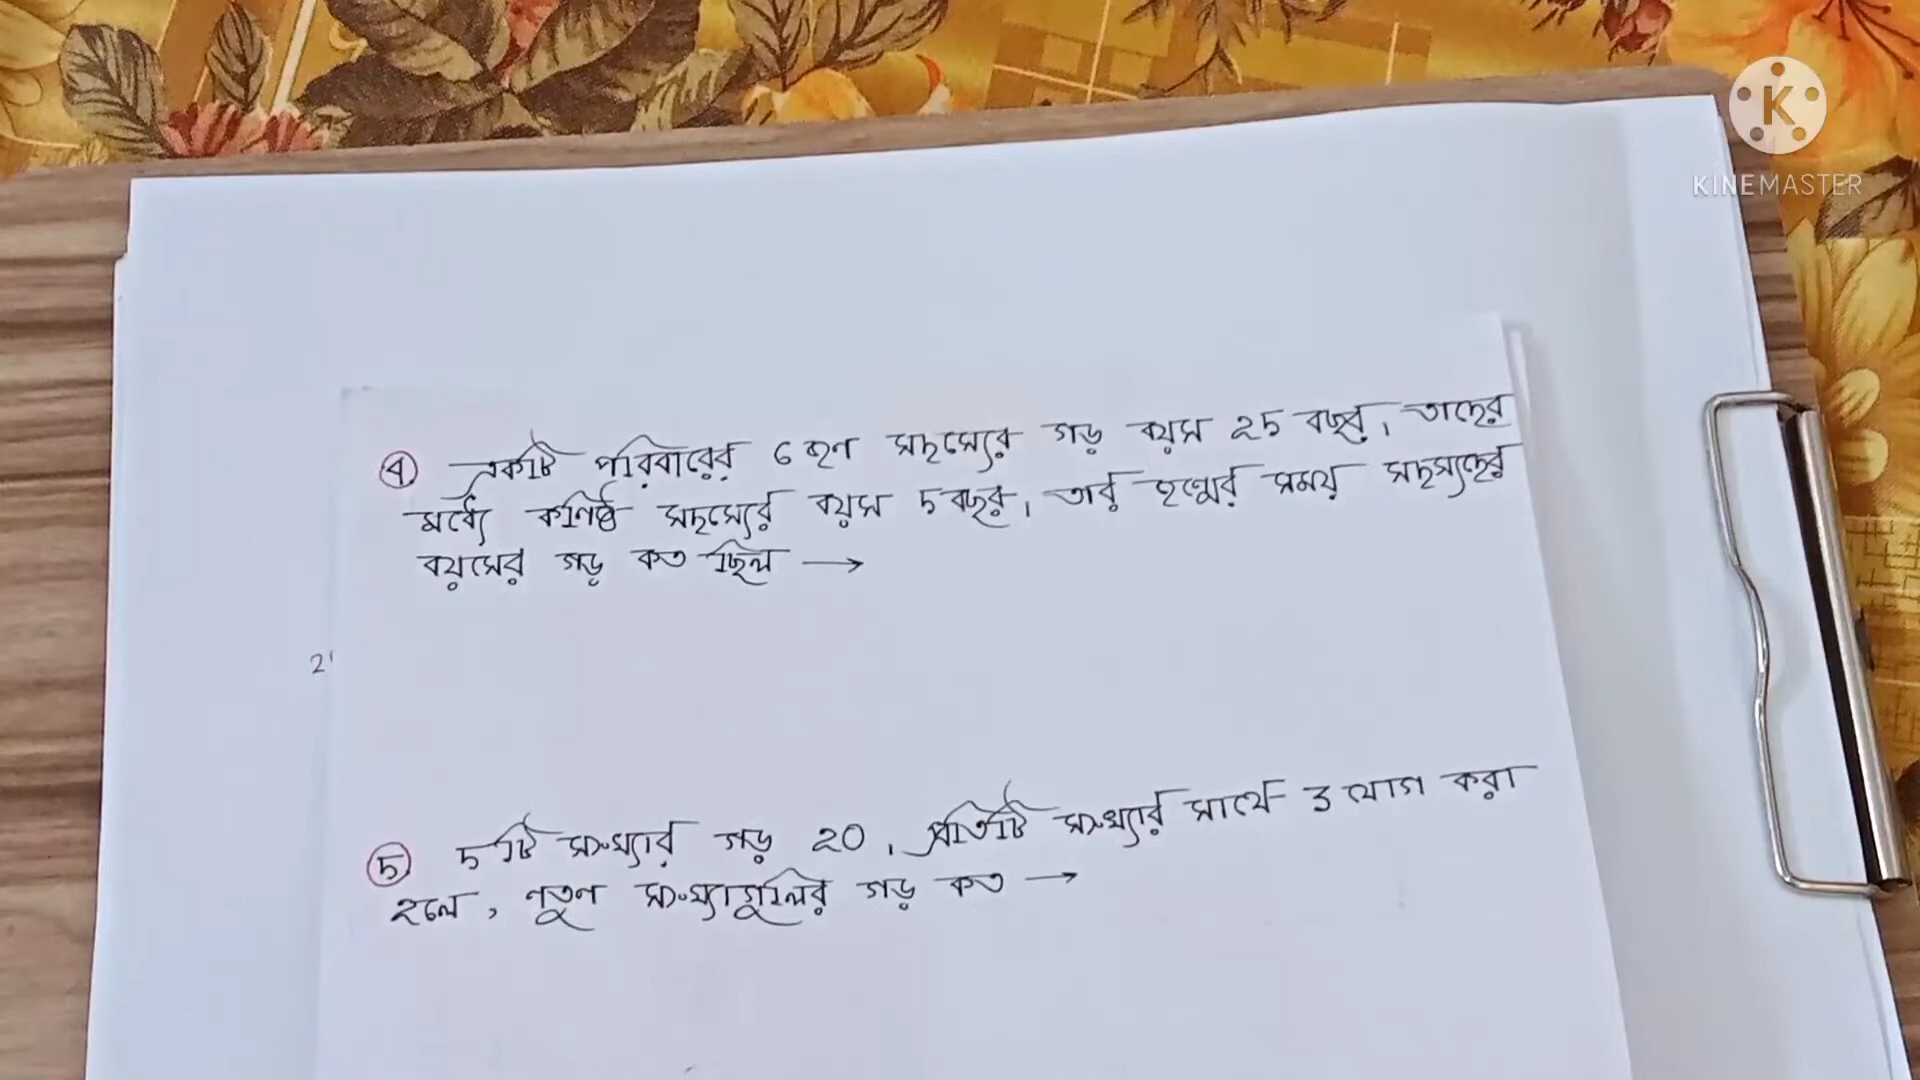 KINEMASTER
④ একটি পরিবারের 6 জন সদস্যের গড় বয়স 25 বছর। তাদের
মধ্যে কনিষ্ঠ সদস্যের বয়স 5 বছর। তার জন্মের সময় সদস্যদের
বয়সের গড় কত ছিল →
2
⑤ 5 টি সংখ্যার গড় 20। প্রতিটি সংখ্যার সাথে 3 যোগ করা
হলে, নতুন সংখ্যাগুলির গড় কত →